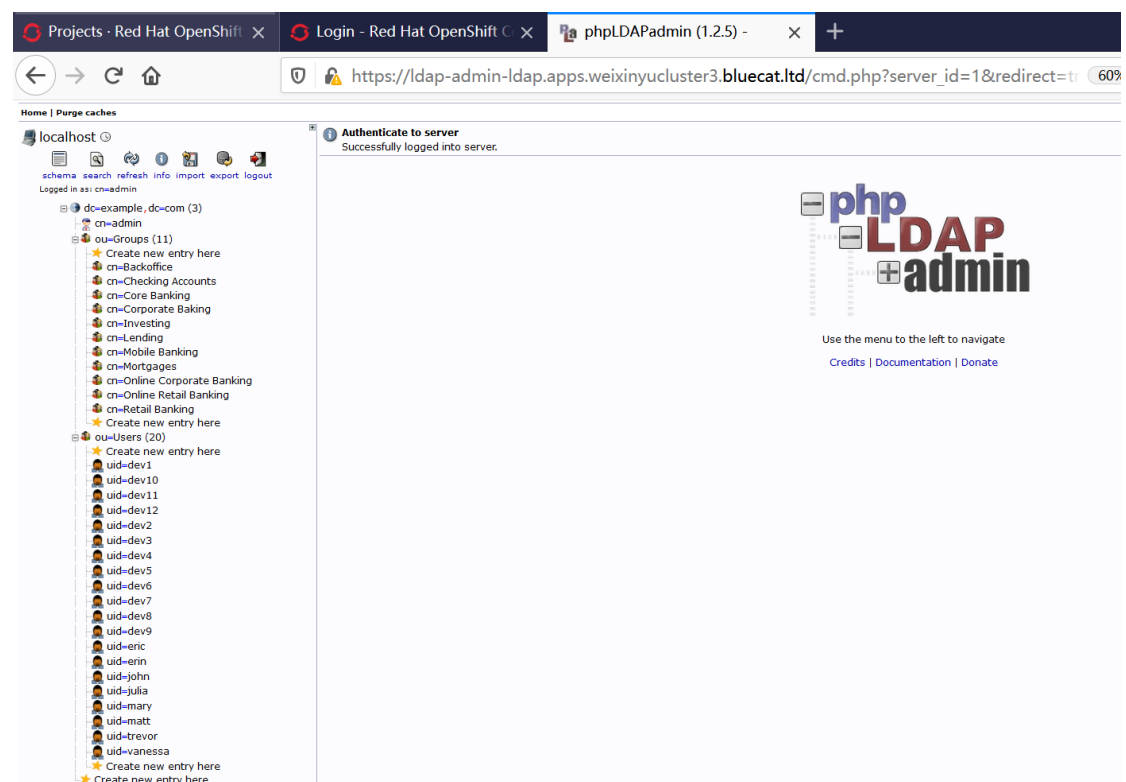 Projects · Red Hat OpenShift
Login - Red Hat OpenShift C
phpLDAPadmin (1.2.5) -
https://ldap-admin-ldap.apps.weixinyucluster3.bluecat.ltd/cmd.php?server_id=1&redirect=t
60%
Home | Purge caches
localhost
schema search refresh info import export logout
Logged in as: cn=admin
dc=example,dc=com (3)
cn=admin
ou=Groups (11)
Create new entry here
cn=Backoffice
cn=Checking Accounts
cn=Core Banking
cn=Corporate Baking
cn=Investing
cn=Lending
cn=Mobile Banking
cn=Mortgages
cn=Online Corporate Banking
cn=Online Retail Banking
cn=Retail Banking
Create new entry here
ou=Users (20)
Create new entry here
uid=dev1
uid=dev10
uid=dev11
uid=dev12
uid=dev2
uid=dev3
uid=dev4
uid=dev5
uid=dev6
uid=dev7
uid=dev8
uid=dev9
uid=eric
uid=erin
uid=john
uid=julia
uid=mary
uid=matt
uid=trevor
uid=vanessa
Create new entry here
Create new entry here
Authenticate to server
Successfully logged into server.
php
LDAP
admin
Use the menu to the left to navigate
Credits | Documentation | Donate